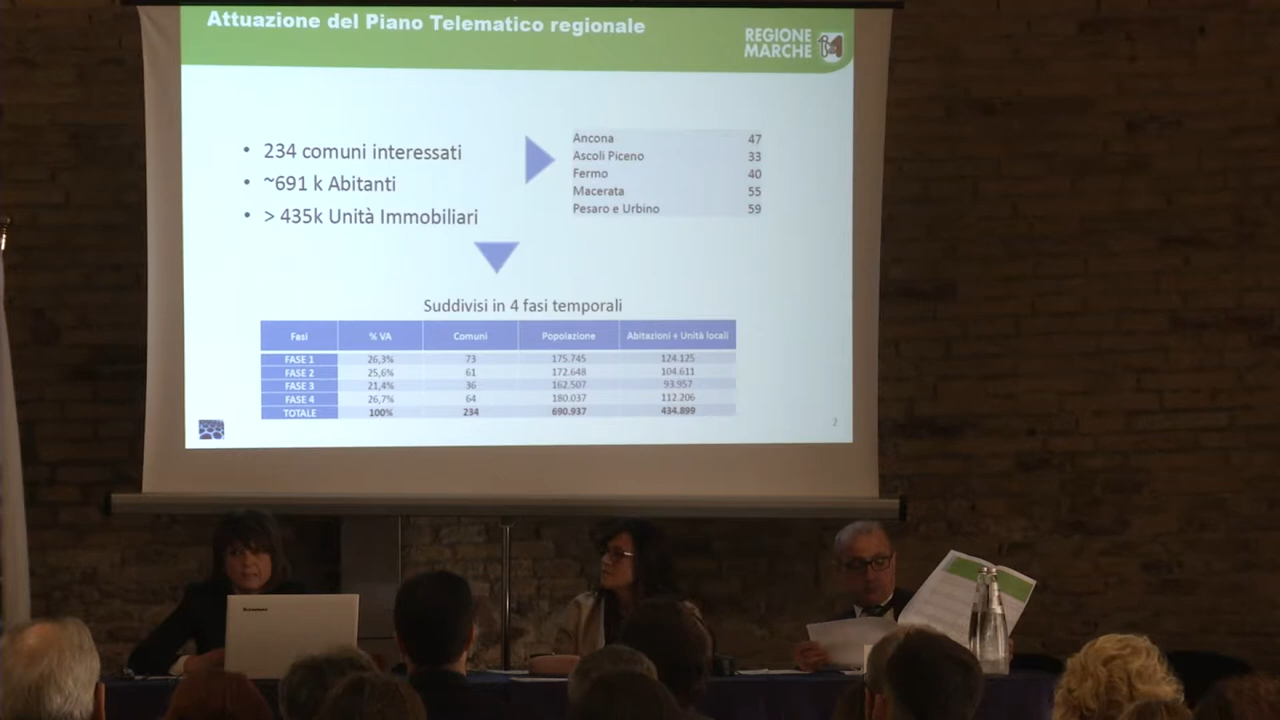 Attuazione del Piano Telematico regionale
REGIONE
MARCHE
• 234 comuni interessati
• ~691 k Abitanti
• > 435k Unità Immobiliari
Ancona 47
Ascoli Piceno 33
Fermo 40
Macerata 55
Pesaro e Urbino 59
Suddivisi in 4 fasi temporali
Fasi % VA Comuni Popolazione Abitazioni + Unità locali
FASE 1 26,3% 73 175.745 124.125
FASE 2 25,6% 61 172.648 104.611
FASE 3 21,4% 36 162.507 93.957
FASE 4 26,7% 64 180.037 112.206
TOTALE 100% 234 690.937 434.899
2